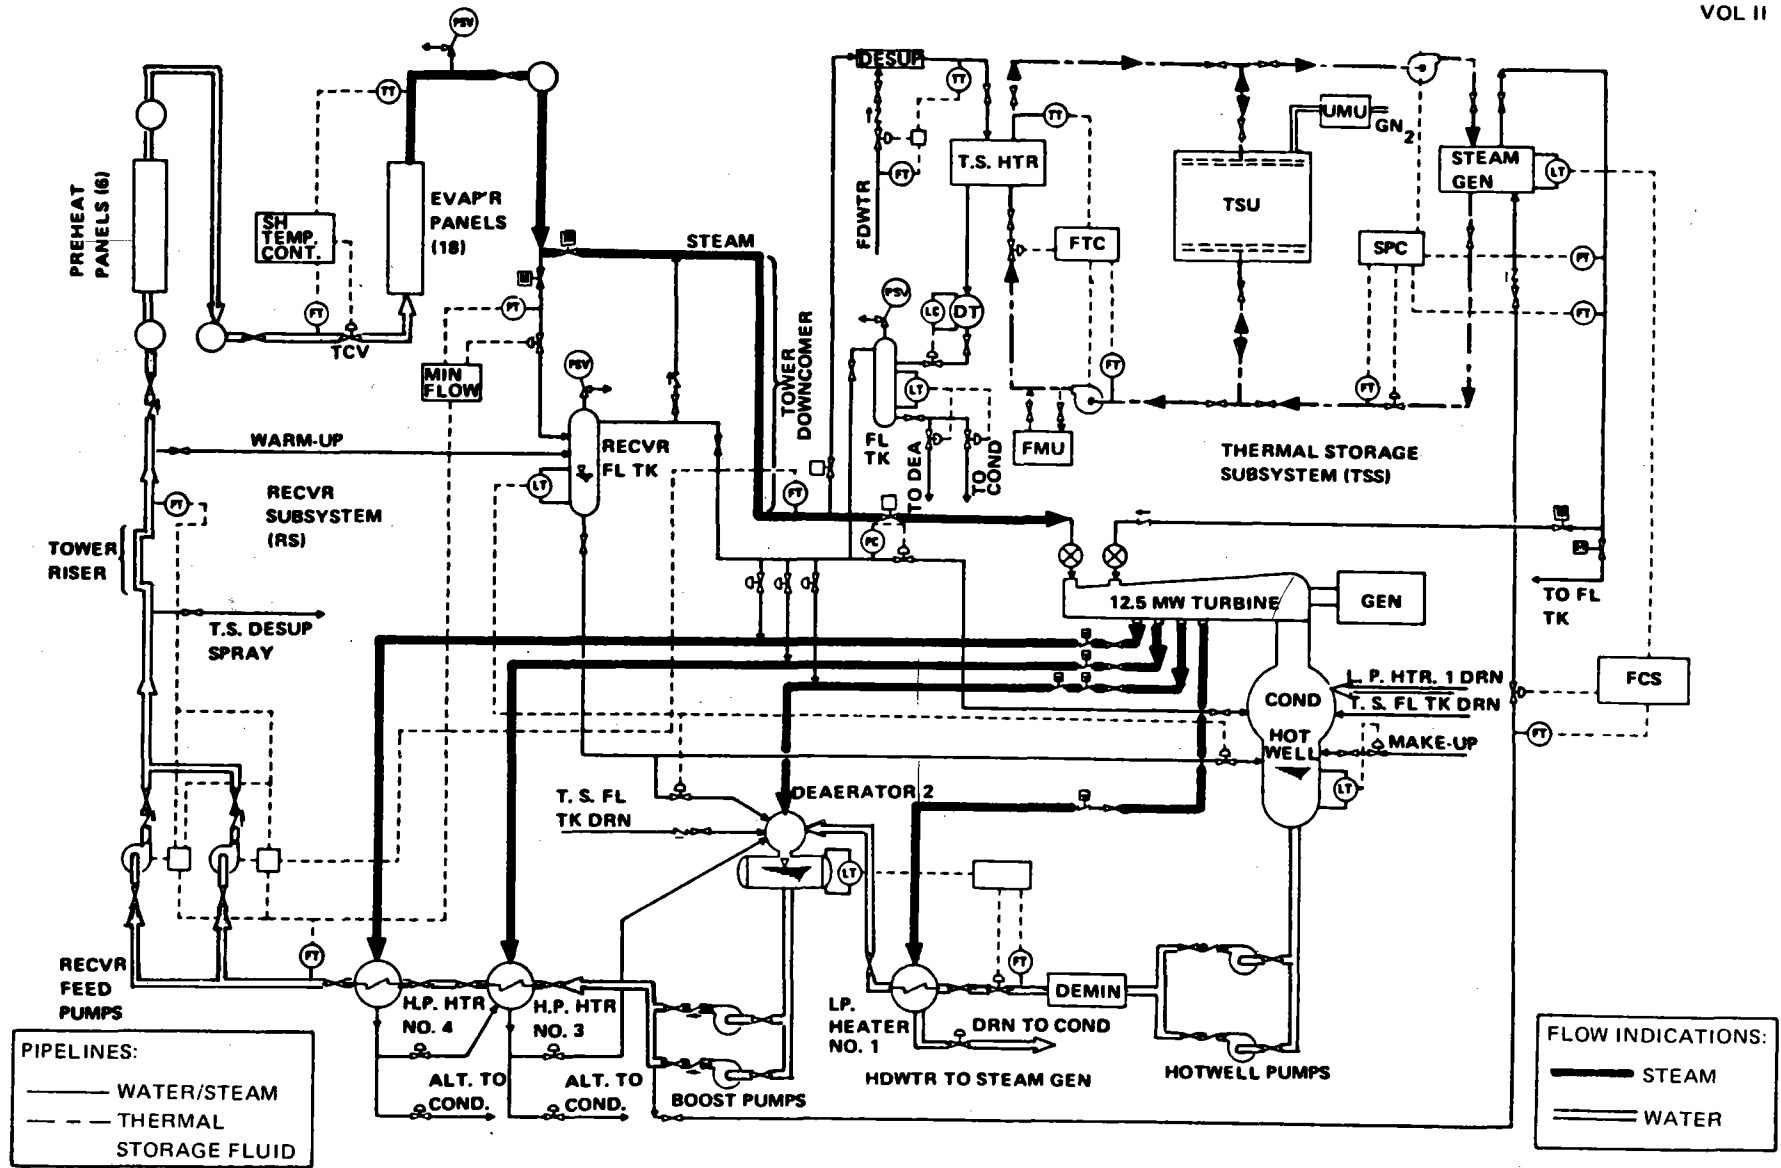 VOL II
PSV
DESUP
TT
TT
TT
UMU
GN2
PREHEAT
PANELS (6)
T.S. HTR
STEAM
GEN
LT
FT
EVAP'R
PANELS
(18)
SH
TEMP.
CONT.
TSU
FDWTR
STEAM
FTC
SPC
PT
FT
PT
FT
TCV
PSV
LC
DT
TOWER
DOWNCOMER
PSV
MIN
FLOW
FT
LT
FT
WARM-UP
RECVR
FL TK
FL
TK
FMU
TO DEA
TO
COND
THERMAL STORAGE
SUBSYSTEM (TSS)
LT
FT
PT
RECVR
SUBSYSTEM
(RS)
TOWER
RISER
PC
12.5 MW TURBINE
GEN
TO FL
TK
T.S. DESUP
SPRAY
L. P. HTR. 1 DRN
T. S. FL TK DRN
FCS
COND
HOT
WELL
MAKE-UP
FT
LT
T. S. FL
TK DRN
DEAERATOR 2
LT
RECVR
FEED
PUMPS
FT
H.P. HTR
NO. 4
H.P. HTR
NO. 3
LP.
HEATER
NO. 1
FT
DEMIN
DRN TO COND
ALT. TO
COND.
ALT. TO
COND.
BOOST PUMPS
HDWTR TO STEAM GEN
HOTWELL PUMPS
PIPELINES:
WATER/STEAM
THERMAL
STORAGE FLUID
FLOW INDICATIONS:
STEAM
WATER